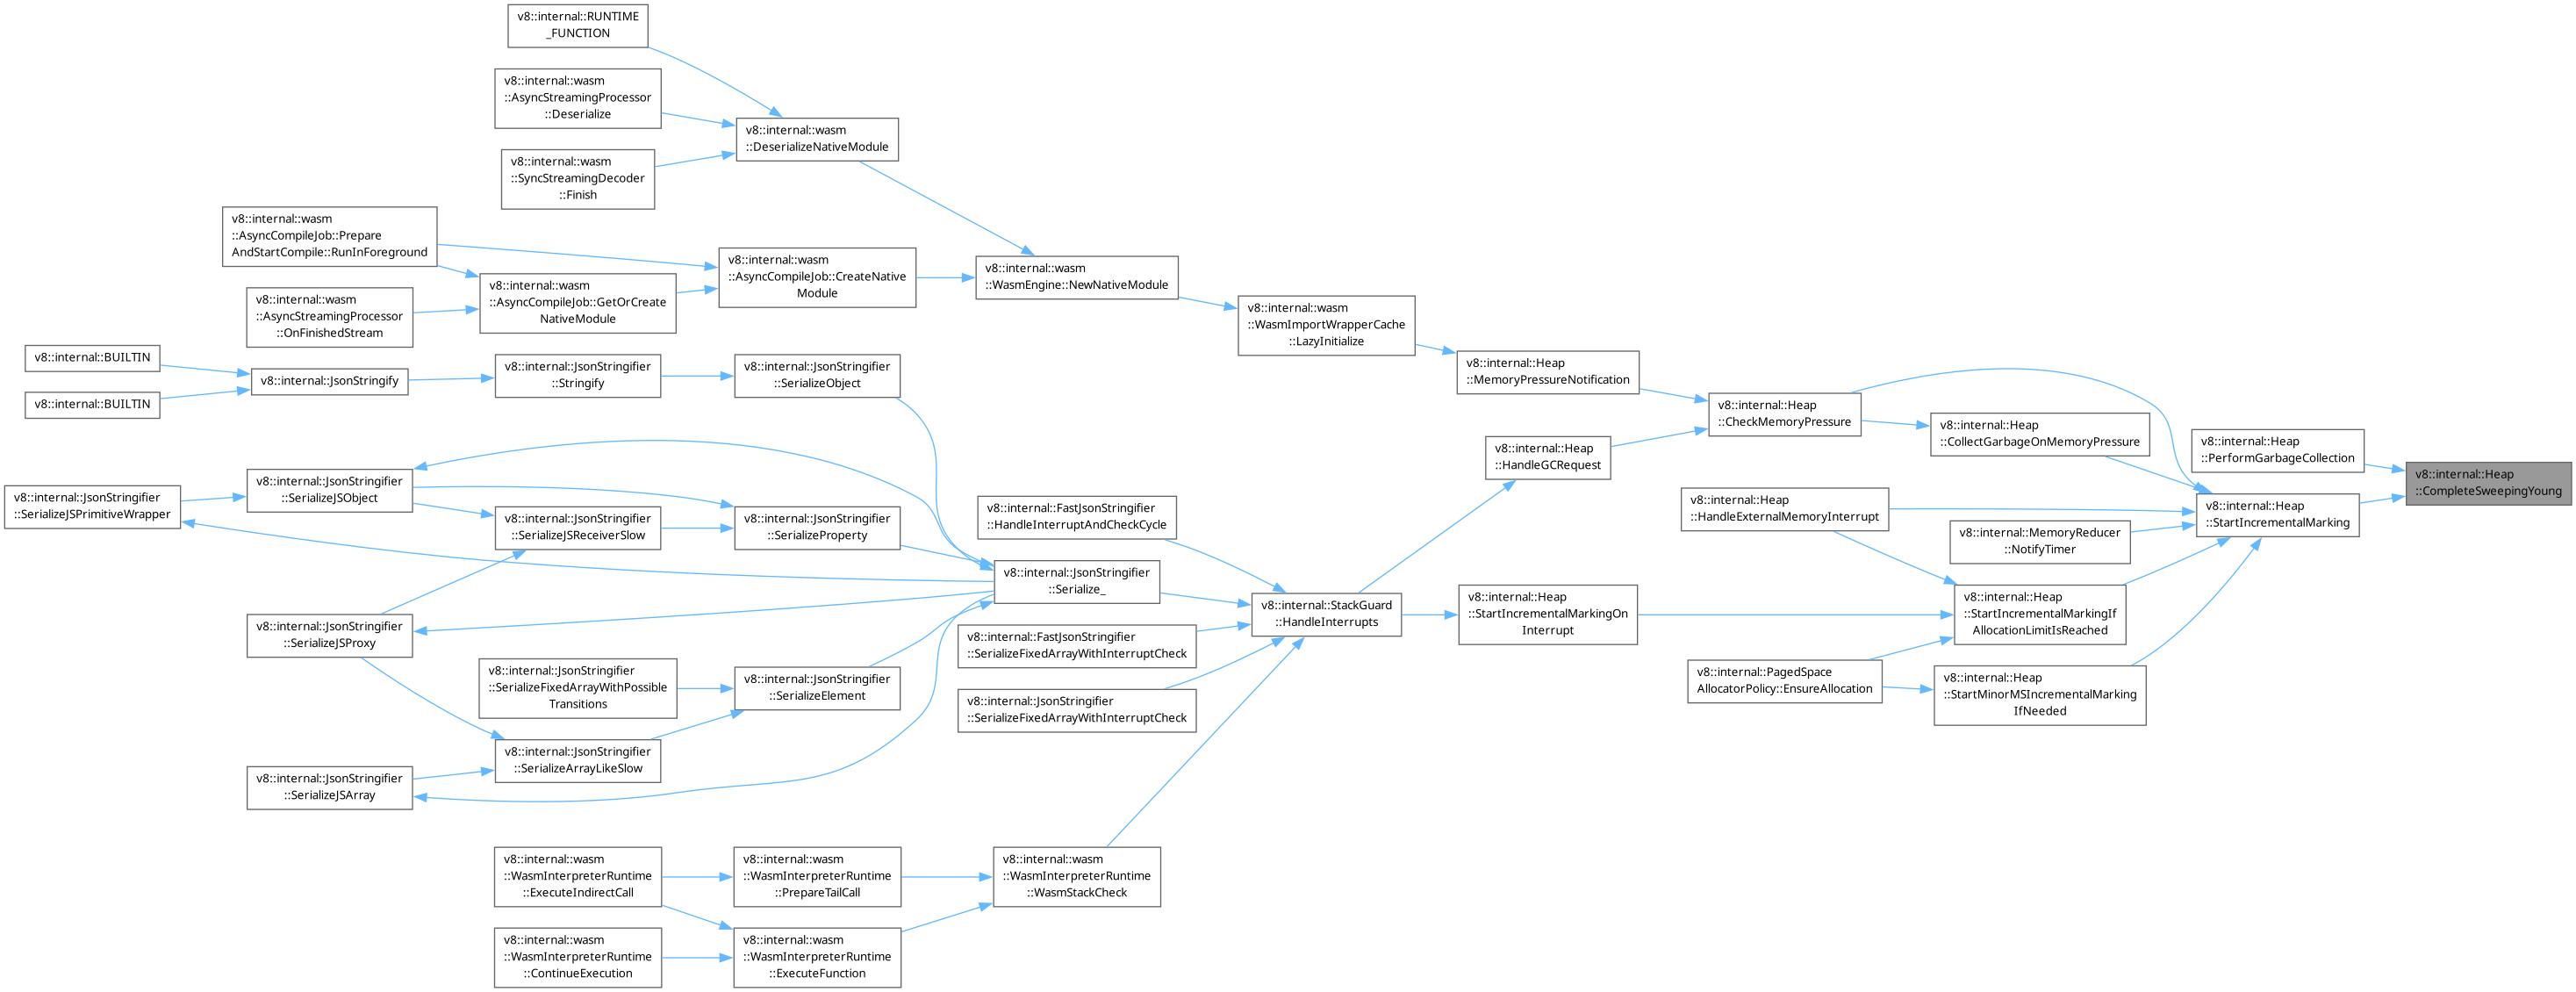 v8::internal::RUNTIME
_FUNCTION
v8::internal::wasm
::AsyncStreamingProcessor
::Deserialize
v8::internal::wasm
::DeserializeNativeModule
v8::internal::wasm
::SyncStreamingDecoder
::Finish
v8::internal::wasm
::AsyncCompileJob::Prepare
AndStartCompile::RunInForeground
v8::internal::wasm
::AsyncCompileJob::CreateNative
Module
v8::internal::wasm
::WasmEngine::NewNativeModule
v8::internal::wasm
::AsyncCompileJob::GetOrCreate
NativeModule
v8::internal::wasm
::AsyncStreamingProcessor
::OnFinishedStream
v8::internal::wasm
::WasmImportWrapperCache
::LazyInitialize
v8::internal::BUILTIN
v8::internal::JsonStringify
v8::internal::BUILTIN
v8::internal::JsonStringifier
::Stringify
v8::internal::JsonStringifier
::SerializeObject
v8::internal::Heap
::MemoryPressureNotification
v8::internal::Heap
::CheckMemoryPressure
v8::internal::Heap
::CollectGarbageOnMemoryPressure
v8::internal::Heap
::PerformGarbageCollection
v8::internal::Heap
::CompleteSweepingYoung
v8::internal::Heap
::HandleGCRequest
v8::internal::JsonStringifier
::SerializeJSObject
v8::internal::JsonStringifier
::SerializeJSPrimitiveWrapper
v8::internal::JsonStringifier
::SerializeJSReceiverSlow
v8::internal::JsonStringifier
::SerializeProperty
v8::internal::FastJsonStringifier
::HandleInterruptAndCheckCycle
v8::internal::Heap
::HandleExternalMemoryInterrupt
v8::internal::MemoryReducer
::NotifyTimer
v8::internal::Heap
::StartIncrementalMarking
v8::internal::JsonStringifier
::Serialize_
v8::internal::StackGuard
::HandleInterrupts
v8::internal::Heap
::StartIncrementalMarkingOn
Interrupt
v8::internal::Heap
::StartIncrementalMarkingIf
AllocationLimitIsReached
v8::internal::JsonStringifier
::SerializeJSProxy
v8::internal::FastJsonStringifier
::SerializeFixedArrayWithInterruptCheck
v8::internal::JsonStringifier
::SerializeFixedArrayWithPossible
Transitions
v8::internal::JsonStringifier
::SerializeElement
v8::internal::JsonStringifier
::SerializeFixedArrayWithInterruptCheck
v8::internal::PagedSpace
AllocatorPolicy::EnsureAllocation
v8::internal::Heap
::StartMinorMSIncrementalMarking
IfNeeded
v8::internal::JsonStringifier
::SerializeArrayLikeSlow
v8::internal::JsonStringifier
::SerializeJSArray
v8::internal::wasm
::WasmInterpreterRuntime
::ExecuteIndirectCall
v8::internal::wasm
::WasmInterpreterRuntime
::PrepareTailCall
v8::internal::wasm
::WasmInterpreterRuntime
::WasmStackCheck
v8::internal::wasm
::WasmInterpreterRuntime
::ContinueExecution
v8::internal::wasm
::WasmInterpreterRuntime
::ExecuteFunction